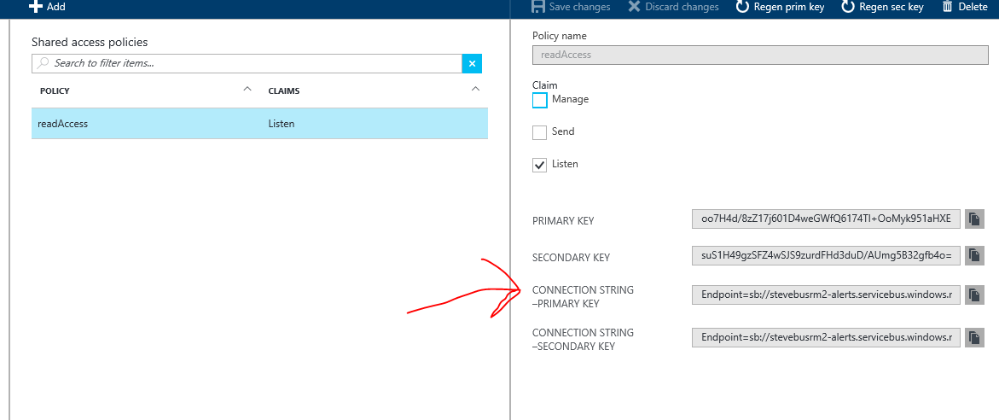 Add
Save changes Discard changes Regen prim key Regen sec key Delete
Shared access policies
Search to filter items...
POLICY CLAIMS
readAccess Listen
Policy name
readAccess
Claim
Manage
Send
Listen
PRIMARY KEY oo7H4d/8zZ17j601D4weGWfQ6174TI+OoMyk951aHXE
SECONDARY KEY suS1H49gzSFZ4wSJS9zurdFHd3duD/AUmg5B32gfb4o=
CONNECTION STRING
–PRIMARY KEY Endpoint=sb://stevebusrm2-alerts.servicebus.windows.r
CONNECTION STRING
–SECONDARY KEY Endpoint=sb://stevebusrm2-alerts.servicebus.windows.r